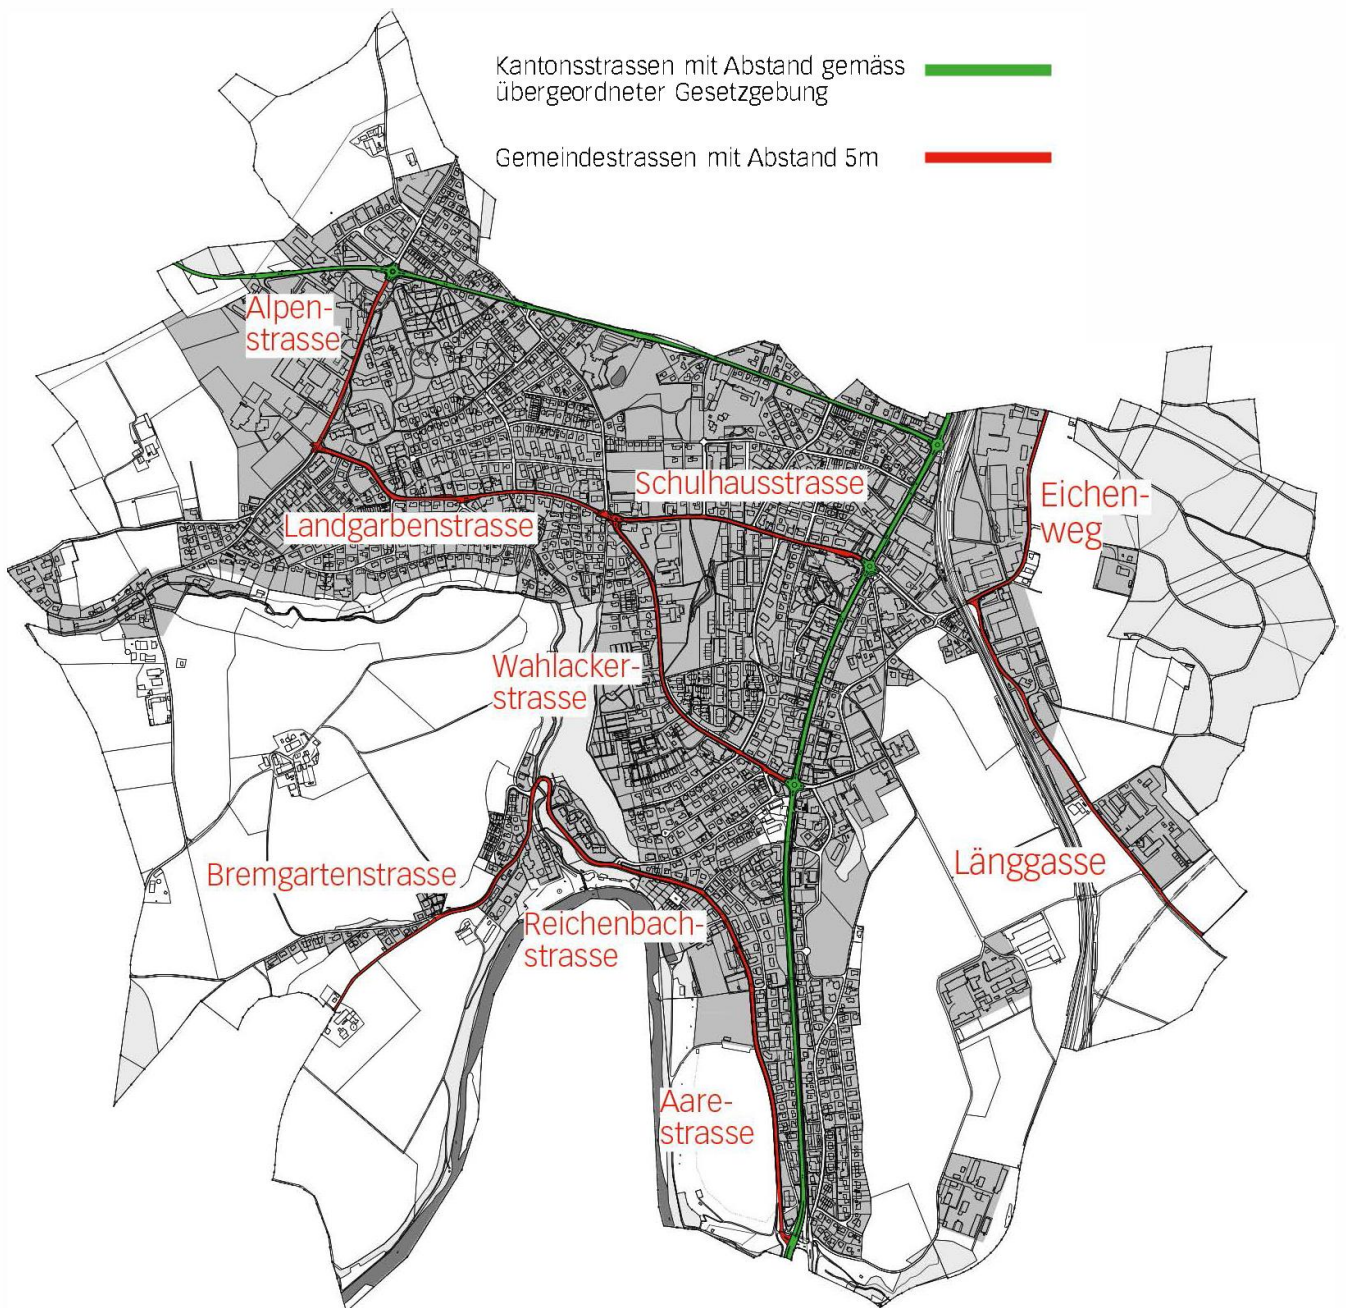 Kantonsstrassen mit Abstand gemäss
übergeordneter Gesetzgebung
Gemeindestrassen mit Abstand 5m
Alpen-
strasse
Schulhausstrasse
Eichen-
weg
Landgarbenstrasse
Wahlacker-
strasse
Bremgartenstrasse
Länggasse
Reichenbach-
strasse
Aare-
strasse